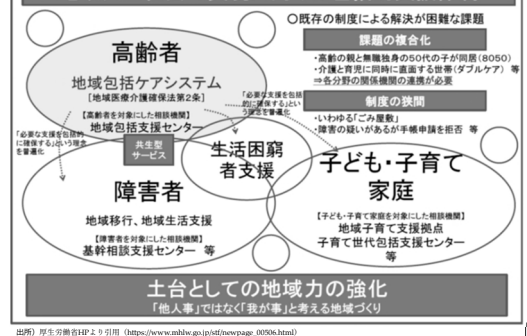 ○既存の制度による解決が困難な課題
課題の複合化
・高齢の親と無職独身の50代の子が同居(8050)
・介護と育児に同時に直面する世帯(ダブルケア) 等
⇒各分野の関係機関の連携が必要
制度の狭間
・いわゆる「ごみ屋敷」
・障害の疑いがあるが手帳申請を拒否 等
高齢者
地域包括ケアシステム
[地域医療介護確保法第2条]
【高齢者を対象にした相談機関】
地域包括支援センター
「必要な支援を包括
的に確保する」とい
う理念を普遍化
「必要な支援を包括的
に確保する」という理念
を普遍化
共生型
サービス
生活困窮
者支援
障害者
地域移行、地域生活支援
【障害者を対象にした相談機関】
基幹相談支援センター 等
子ども・子育て
家庭
【子ども・子育て家庭を対象にした相談機関】
地域子育て支援拠点
子育て世代包括支援センター
等
土台としての地域力の強化
「他人事」ではなく「我が事」と考える地域づくり
出所）厚生労働省HPより引用（https://www.mhlw.go.jp/stf/newpage_00506.html）